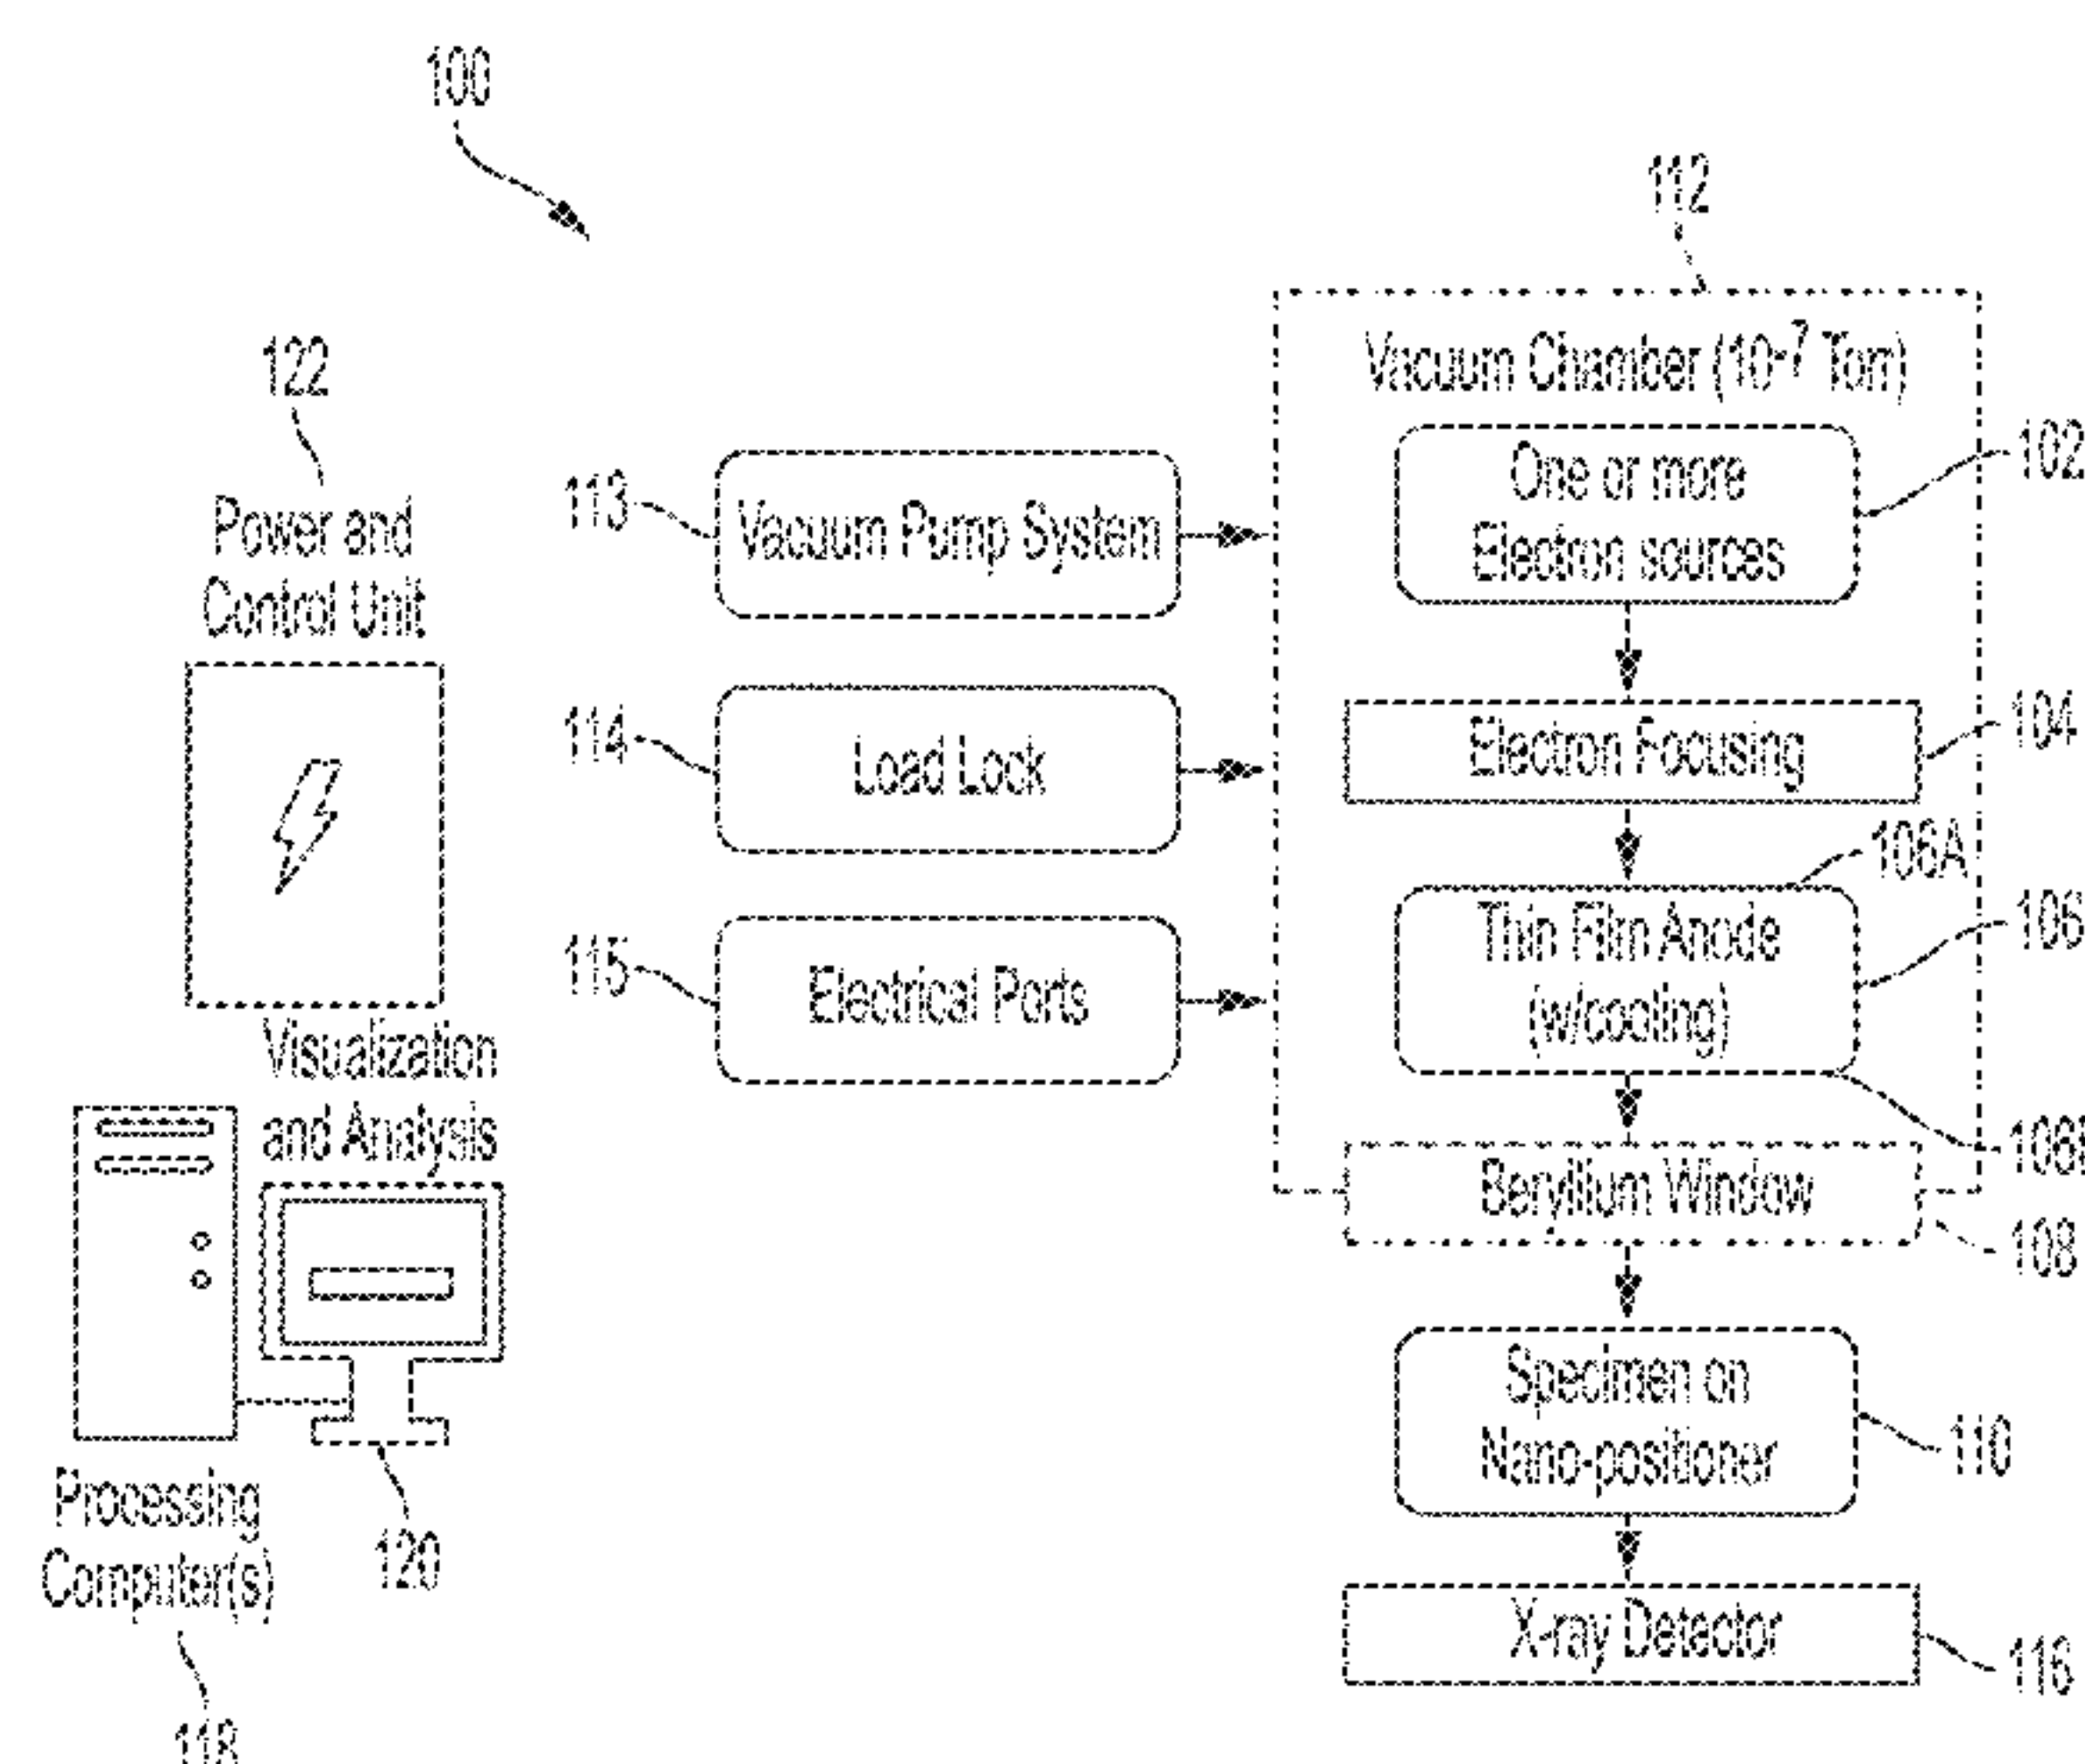 100
112
Vacuum Chamber (10-7 Torr)
122
Power and
Control Unit
113
Vacuum Pump System
One or more
Electron sources
102
114
Load Lock
Electron Focusing
104
106A
115
Electrical Ports
Thin Film Anode
(w/cooling)
106
Visualization
and Analysis
Beryllium Window
108
Specimen on
Nano-positioner
110
Processing
Computer(s)
120
X-ray Detector
116
118